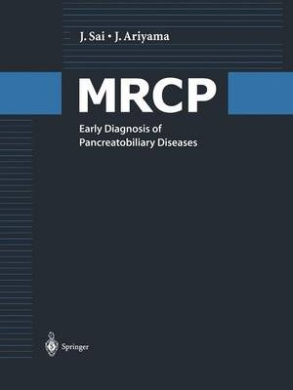 J. Sai • J. Ariyama
MRCP
Early Diagnosis of
Pancreatobiliary Diseases
Springer